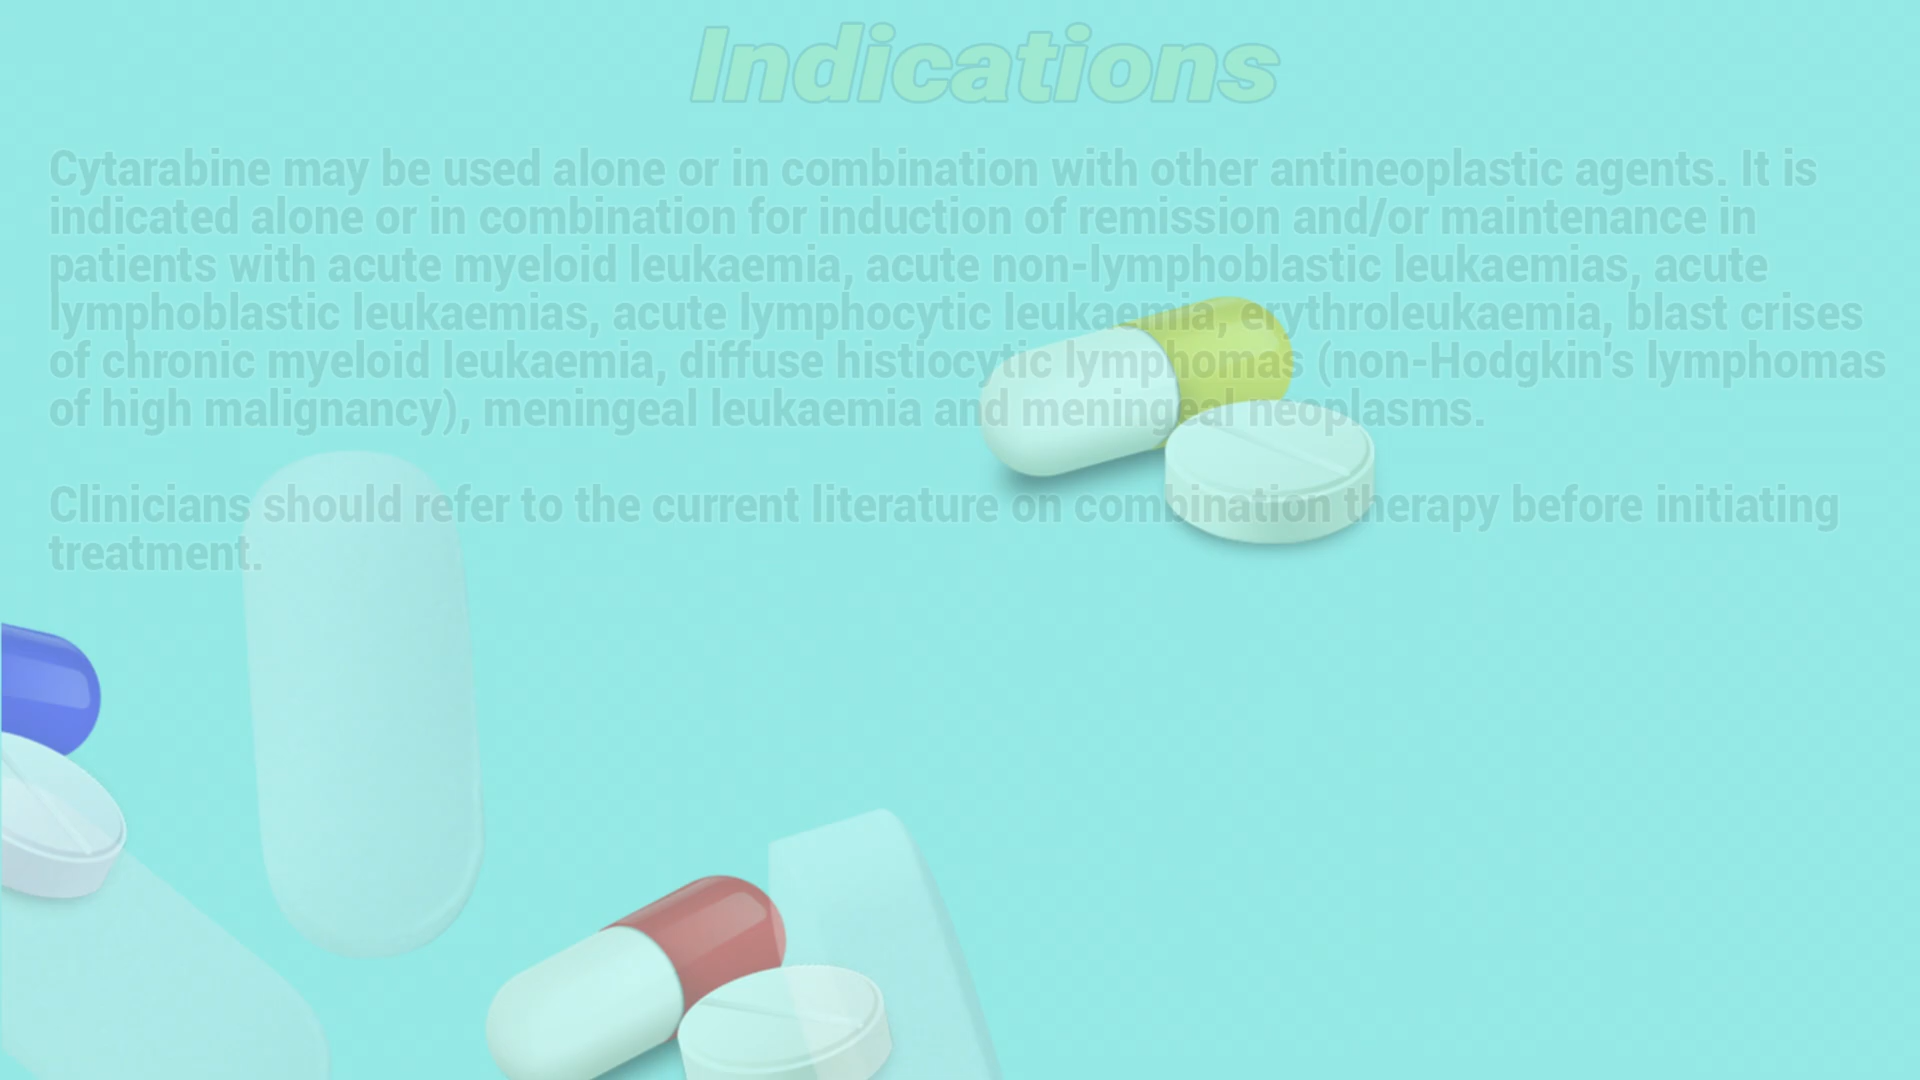 Indications
Cytarabine may be used alone or in combination with other antineoplastic agents. It is
indicated alone or in combination for induction of remission and/or maintenance in
patients with acute myeloid leukaemia, acute non-lymphoblastic leukaemias, acute
lymphoblastic leukaemias, acute lymphocytic leukaemia, erythroleukaemia, blast crises
of chronic myeloid leukaemia, diffuse histiocytic lymphomas (non-Hodgkin's lymphomas
of high malignancy), meningeal leukaemia and meningeal neoplasms.
Clinicians should refer to the current literature on combination therapy before initiating
treatment.